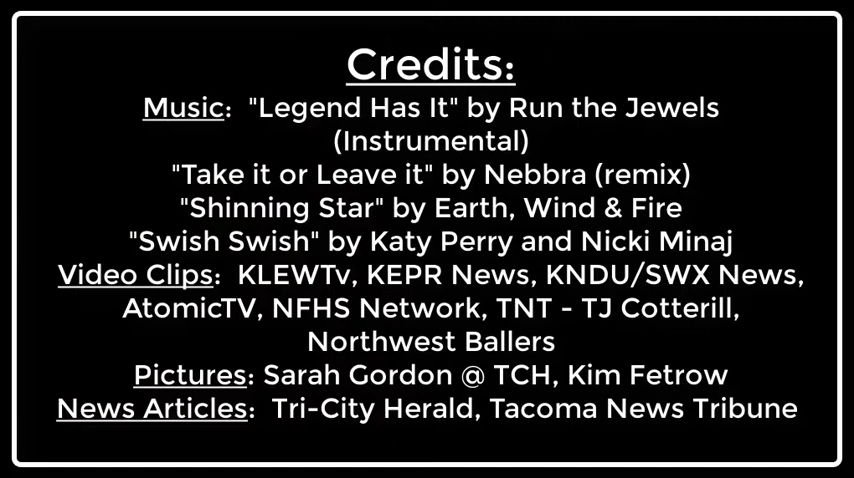 Credits:
Music:  "Legend Has It" by Run the Jewels
(Instrumental)
"Take it or Leave it" by Nebbra (remix)
"Shinning Star" by Earth, Wind & Fire
"Swish Swish" by Katy Perry and Nicki Minaj
Video Clips:  KLEWTv, KEPR News, KNDU/SWX News,
AtomicTV, NFHS Network, TNT - TJ Cotterill,
Northwest Ballers
Pictures: Sarah Gordon @ TCH, Kim Fetrow
News Articles:  Tri-City Herald, Tacoma News Tribune